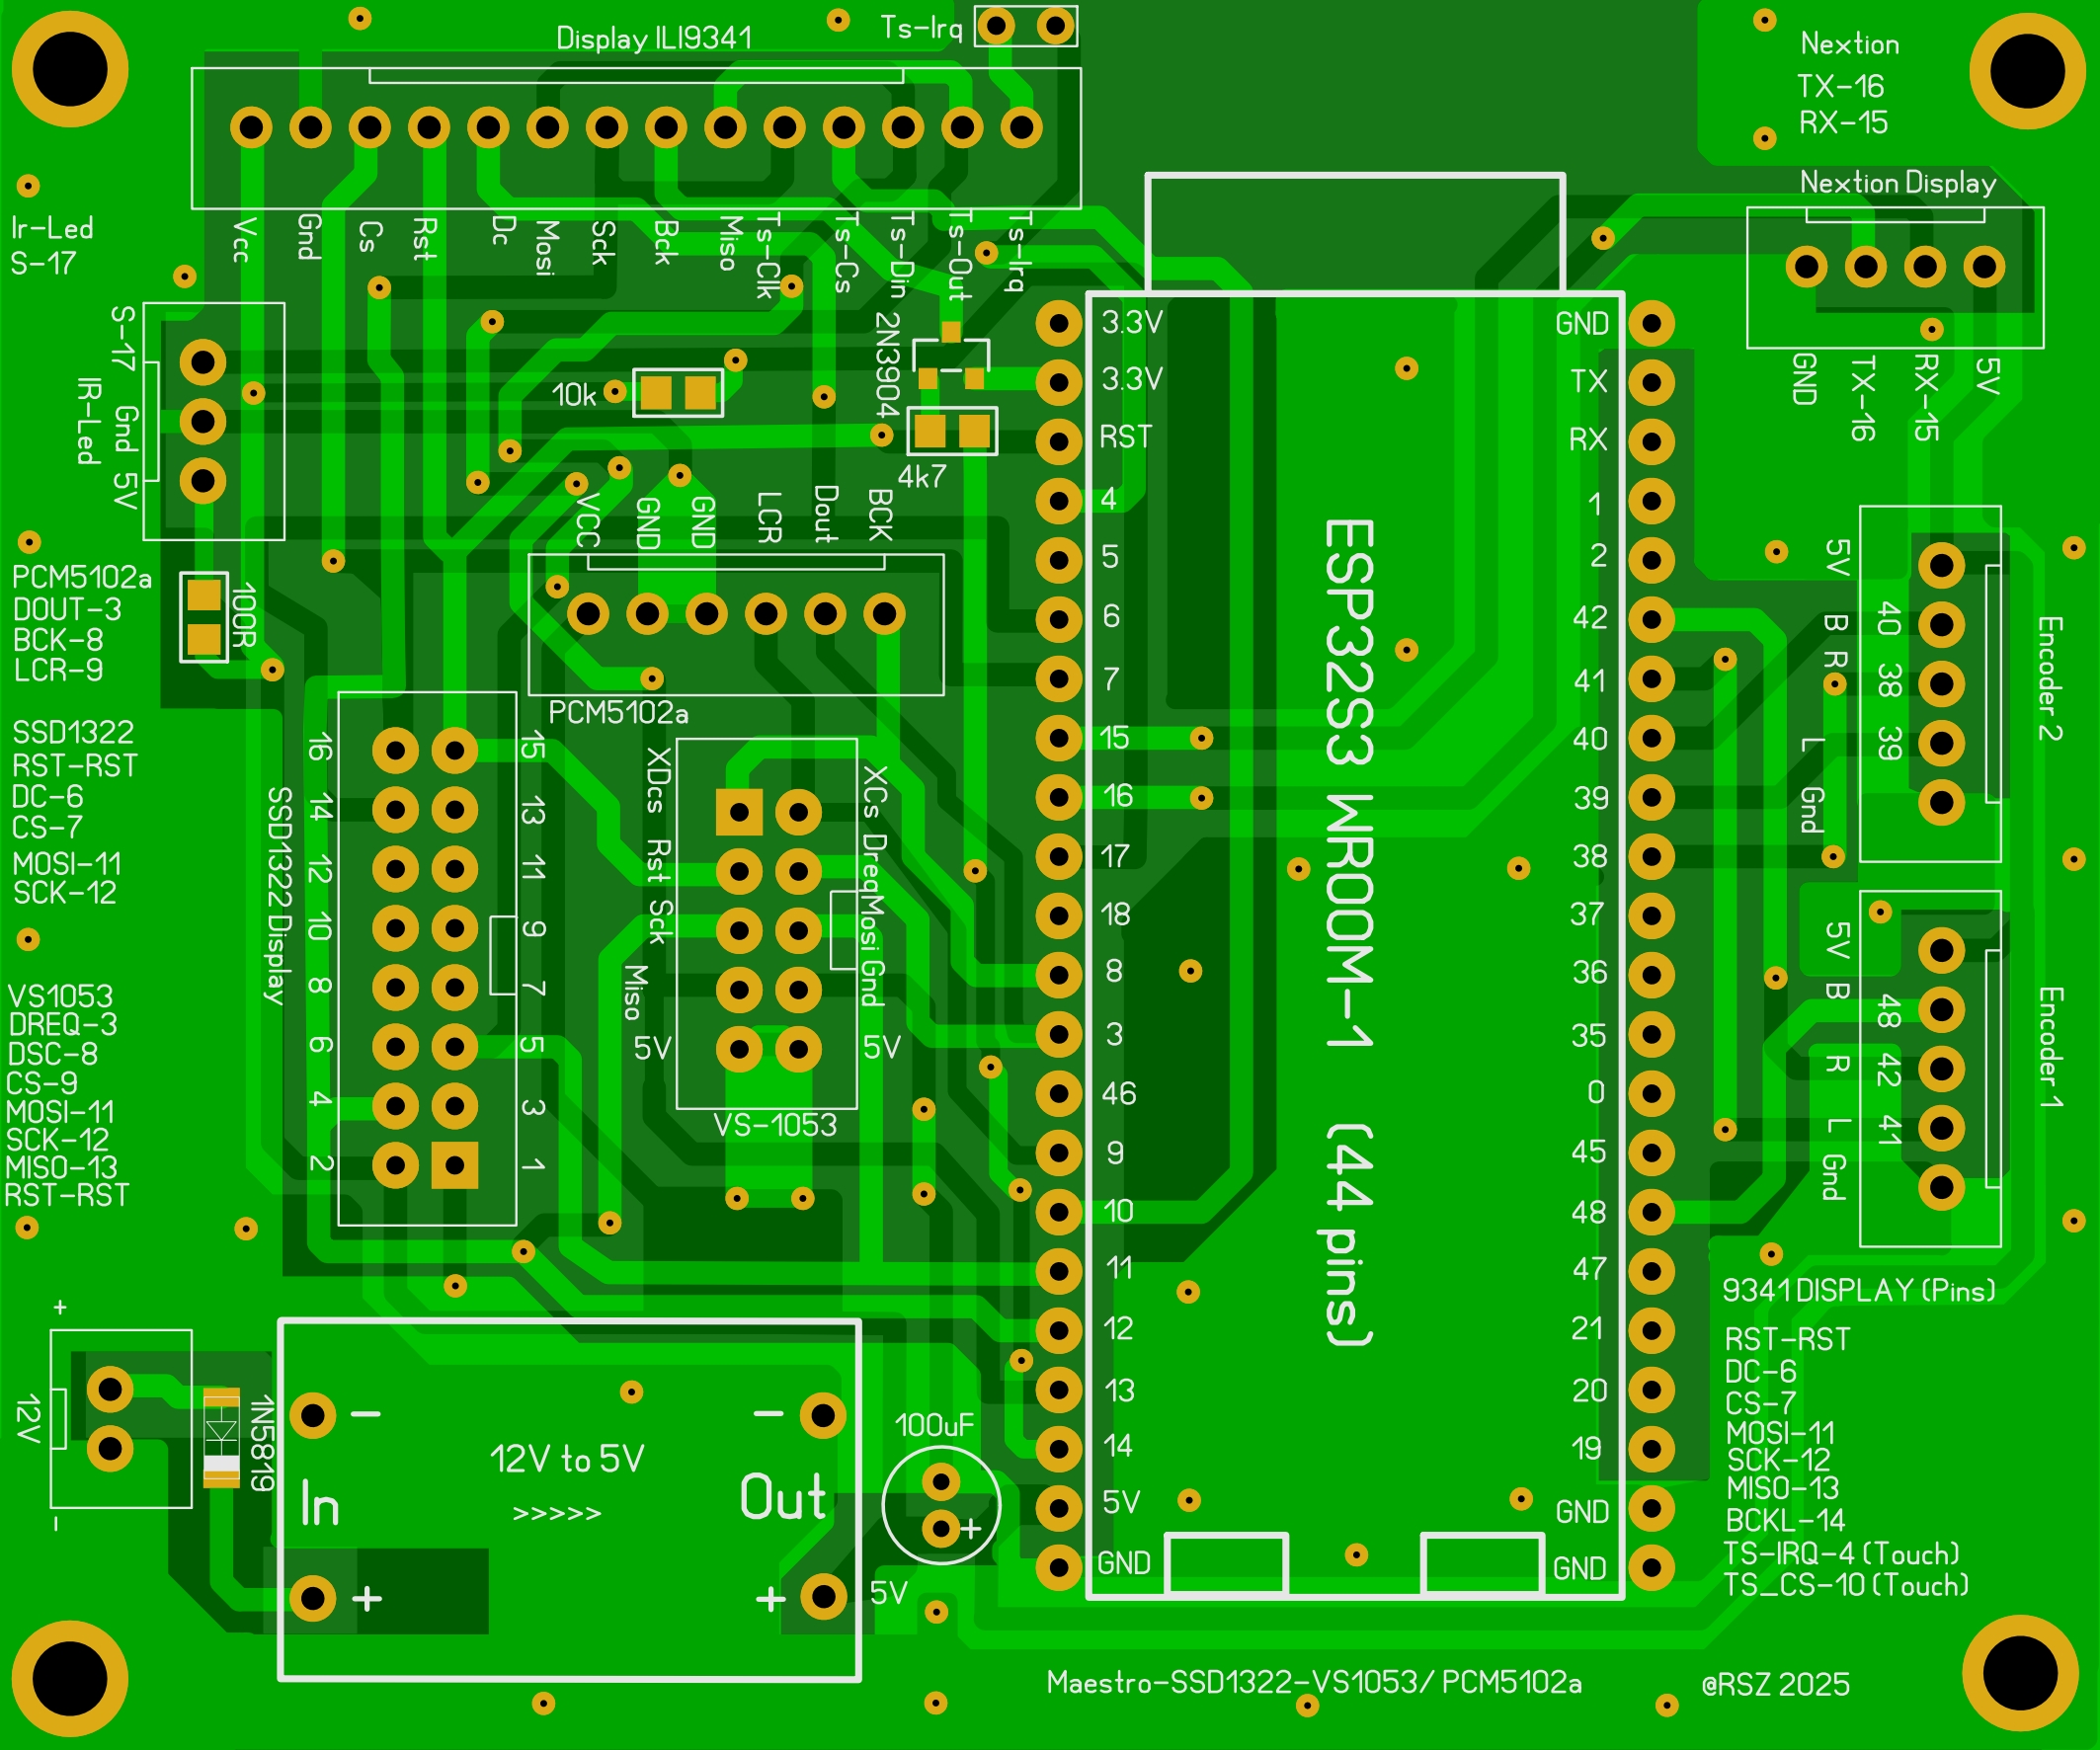 Display ILI9341
Ts-Irq
Nextion
TX-16
RX-15
Nextion Display
GND
TX-16
RX-15
5V
Ir-Led
S-17
Vcc
Gnd
Cs
Rst
Dc
Mosi
Sck
Bck
Miso
Ts-Clk
Ts-Cs
Ts-Din
Ts-Out
Ts-Irq
S-17
Gnd
5V
IR-Led
10k
2N3904
4k7
100R
PCM5102a
DOUT-3
BCK-8
LCR-9
VCC
GND
GND
LCR
Dout
BCK
PCM5102a
SSD1322
RST-RST
DC-6
CS-7
MOSI-11
SCK-12
VS1053
DREQ-3
DSC-8
CS-9
MOSI-11
SCK-12
MISO-13
RST-RST
SSD1322 Display
16 15
14 13
12 11
10 9
8 7
6 5
4 3
2 1
XDcs
Rst
Sck
Miso
5V
XCs
Dreq
Mosi
Gnd
5V
VS-1053
3.3V
3.3V
RST
4
5
6
7
15
16
17
18
8
3
46
9
10
11
12
13
14
5V
GND
ESP32S3 WROOM-1 (44 pins)
GND
TX
RX
1
2
42
41
40
39
38
37
36
35
0
45
48
47
21
20
19
GND
GND
5V
B 40
R 38
L 39
Gnd
Encoder 2
5V
B 48
R 42
L 41
Gnd
Encoder 1
9341 DISPLAY (Pins)
RST-RST
DC-6
CS-7
MOSI-11
SCK-12
MISO-13
BCKL-14
TS-IRQ-4 (Touch)
TS_CS-10 (Touch)
+
12V
-
1N5819
- -
12V to 5V
In Out
>>>>>
+ +
100uF
+
5V
Maestro-SSD1322-VS1053/ PCM5102a
@RSZ 2025